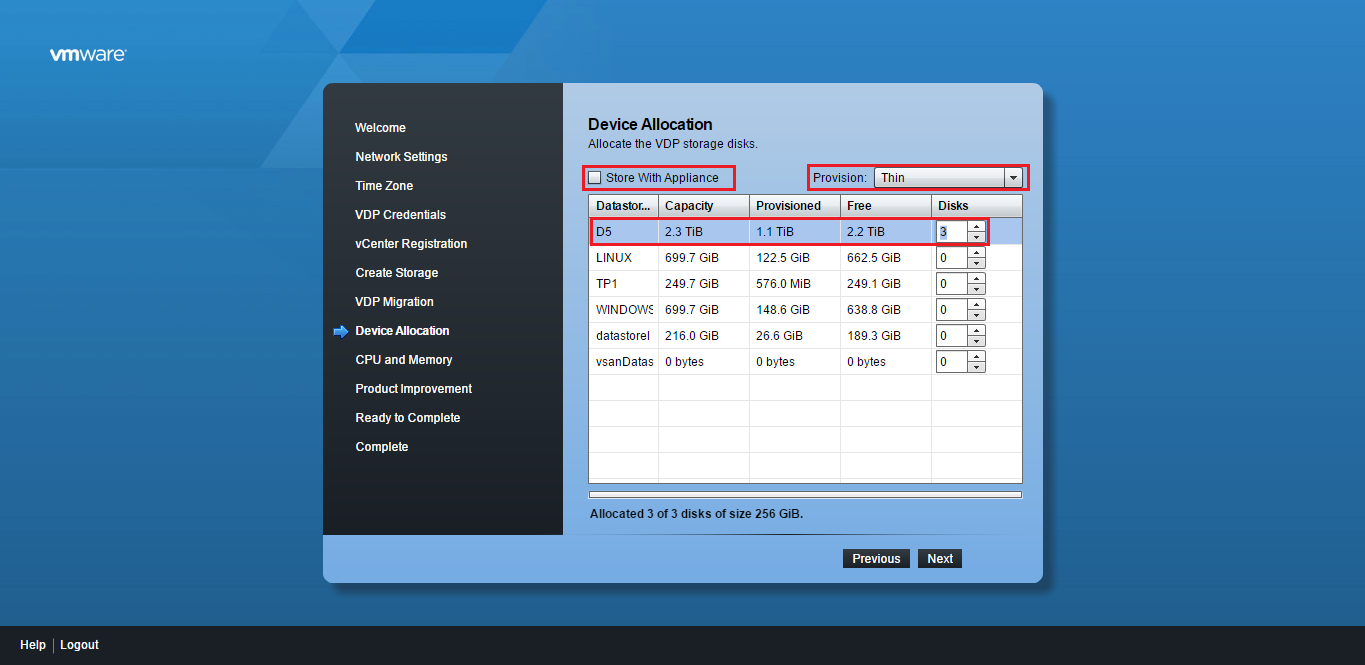 vmware
Welcome
Network Settings
Time Zone
VDP Credentials
vCenter Registration
Create Storage
VDP Migration
Device Allocation
CPU and Memory
Product Improvement
Ready to Complete
Complete
Device Allocation
Allocate the VDP storage disks.
Store With Appliance Provision: Thin
Datastor... Capacity Provisioned Free Disks
D5 2.3 TiB 1.1 TiB 2.2 TiB 3
LINUX 699.7 GiB 122.5 GiB 662.5 GiB 0
TP1 249.7 GiB 576.0 MiB 249.1 GiB 0
WINDOWS 699.7 GiB 148.6 GiB 638.8 GiB 0
datastorel 216.0 GiB 26.6 GiB 189.3 GiB 0
vsanDatas 0 bytes 0 bytes 0 bytes 0
Allocated 3 of 3 disks of size 256 GiB.
Previous Next
Help Logout